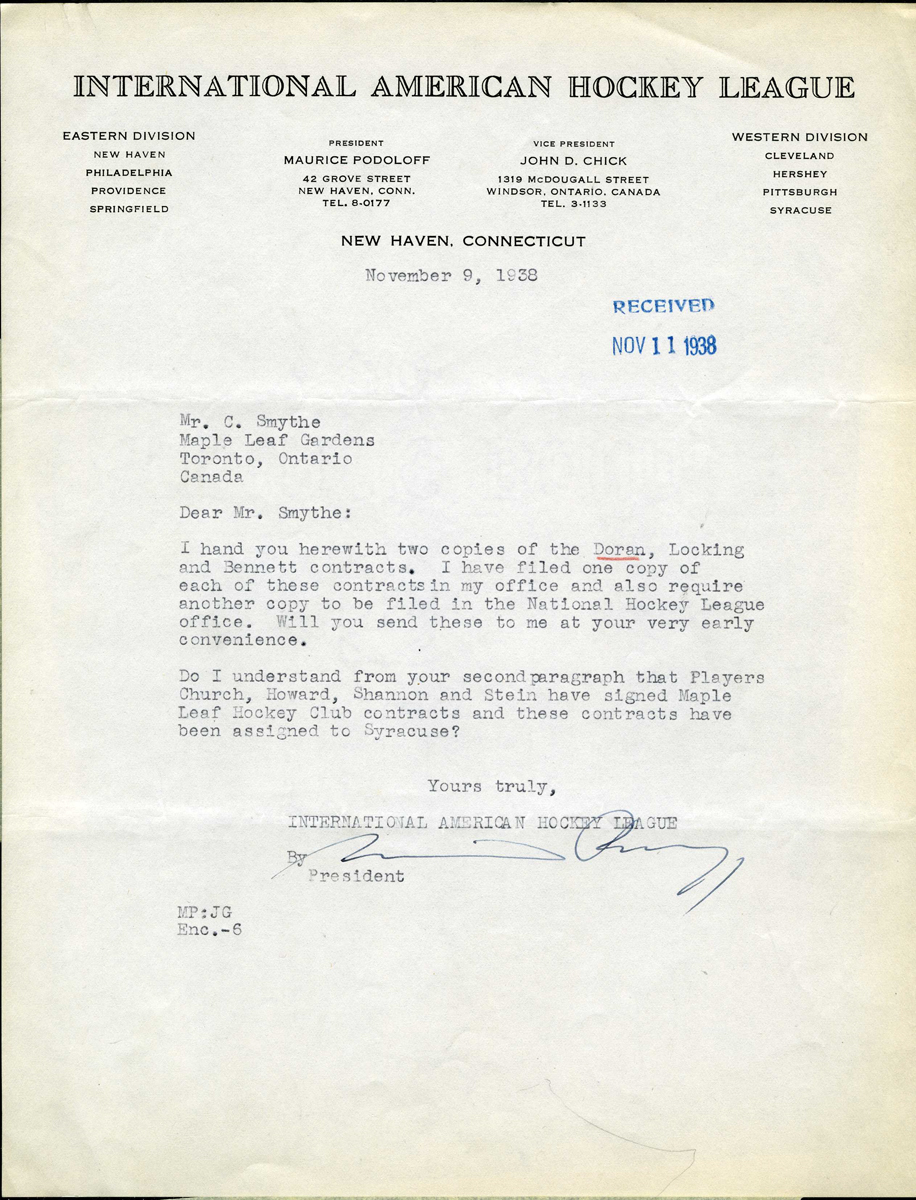 INTERNATIONAL AMERICAN HOCKEY LEAGUE
EASTERN DIVISION
NEW HAVEN
PHILADELPHIA
PROVIDENCE
SPRINGFIELD
PRESIDENT
MAURICE PODOLOFF
42 GROVE STREET
NEW HAVEN, CONN.
TEL. 8-0177
VICE PRESIDENT
JOHN D. CHICK
1319 McDOUGALL STREET
WINDSOR, ONTARIO, CANADA
TEL. 3-1133
WESTERN DIVISION
CLEVELAND
HERSHEY
PITTSBURGH
SYRACUSE
NEW HAVEN, CONNECTICUT
November 9, 1938
RECEIVED
NOV 11 1938
Mr. C. Smythe
Maple Leaf Gardens
Toronto, Ontario
Canada
Dear Mr. Smythe:
I hand you herewith two copies of the Doran, Locking
and Bennett contracts. I have filed one copy of
each of these contracts in my office and also require
another copy to be filed in the National Hockey League
office. Will you send these to me at your very early
convenience.
Do I understand from your second paragraph that Players
Church, Howard, Shannon and Stein have signed Maple
Leaf Hockey Club contracts and these contracts have
been assigned to Syracuse?
Yours truly,
INTERNATIONAL AMERICAN HOCKEY LEAGUE
By
President
MP:JG
Enc.-6